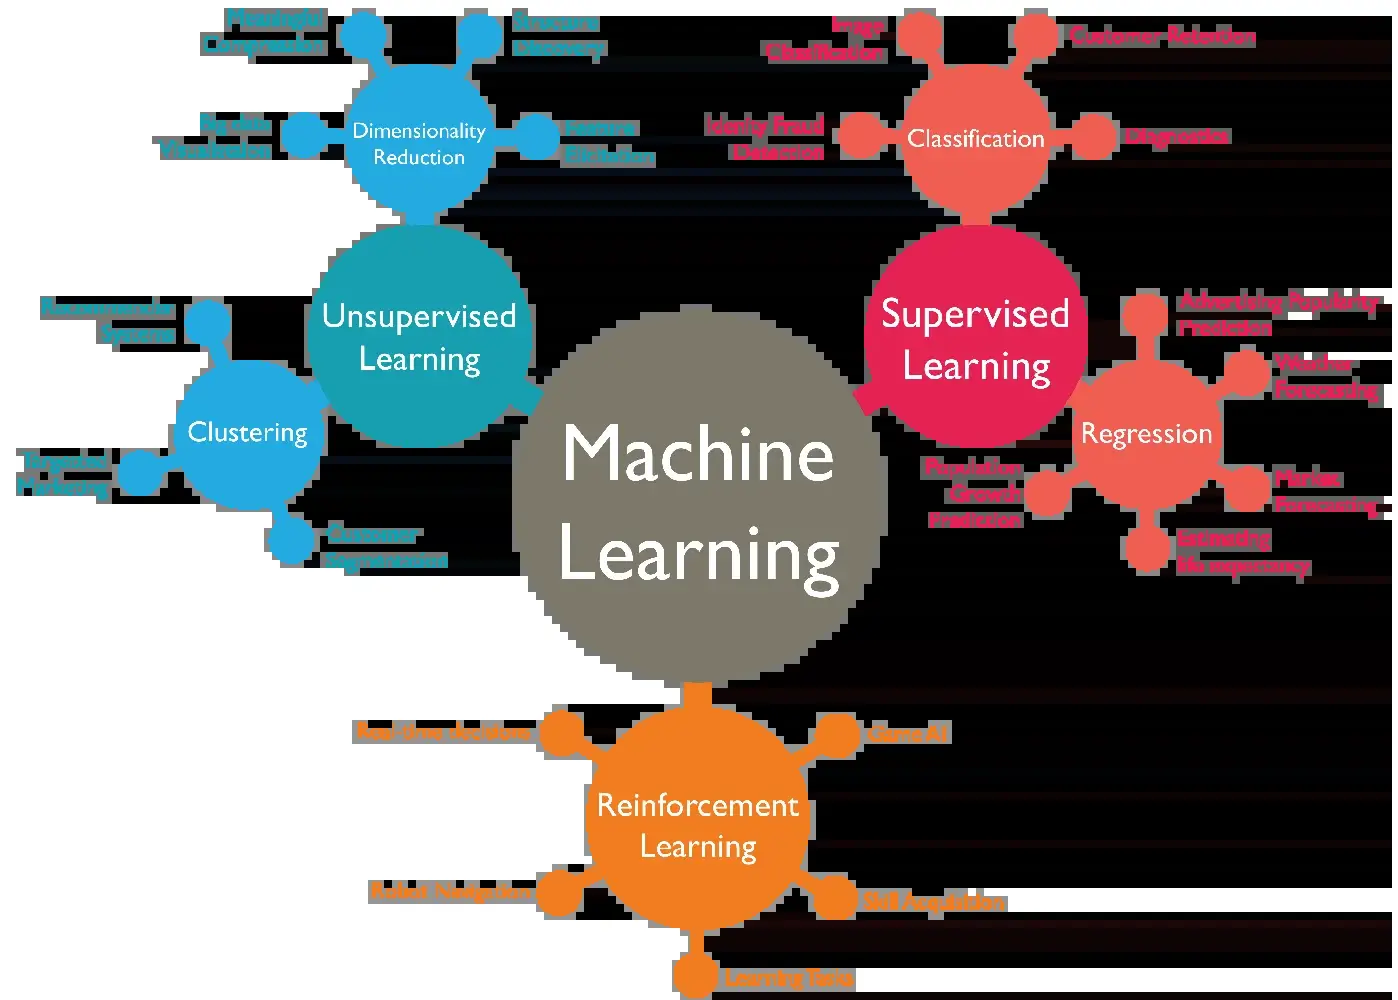 Meaningful
Compression
Structure
Discovery
Image
Classification
Customer Retention
Big data
Visualisation
Dimensionality
Reduction
Feature
Elicitation
Identity Fraud
Detection
Classification
Diagnostics
Recommender
Systems
Unsupervised
Learning
Supervised
Learning
Advertising Popularity
Prediction
Weather
Forecasting
Clustering
Machine
Learning
Regression
Targeted
Marketing
Population
Growth
Prediction
Market
Forecasting
Customer
Segmentation
Estimating
life expectancy
Real-time decisions
Game AI
Reinforcement
Learning
Robot Navigation
Skill Acquisition
Learning Tasks